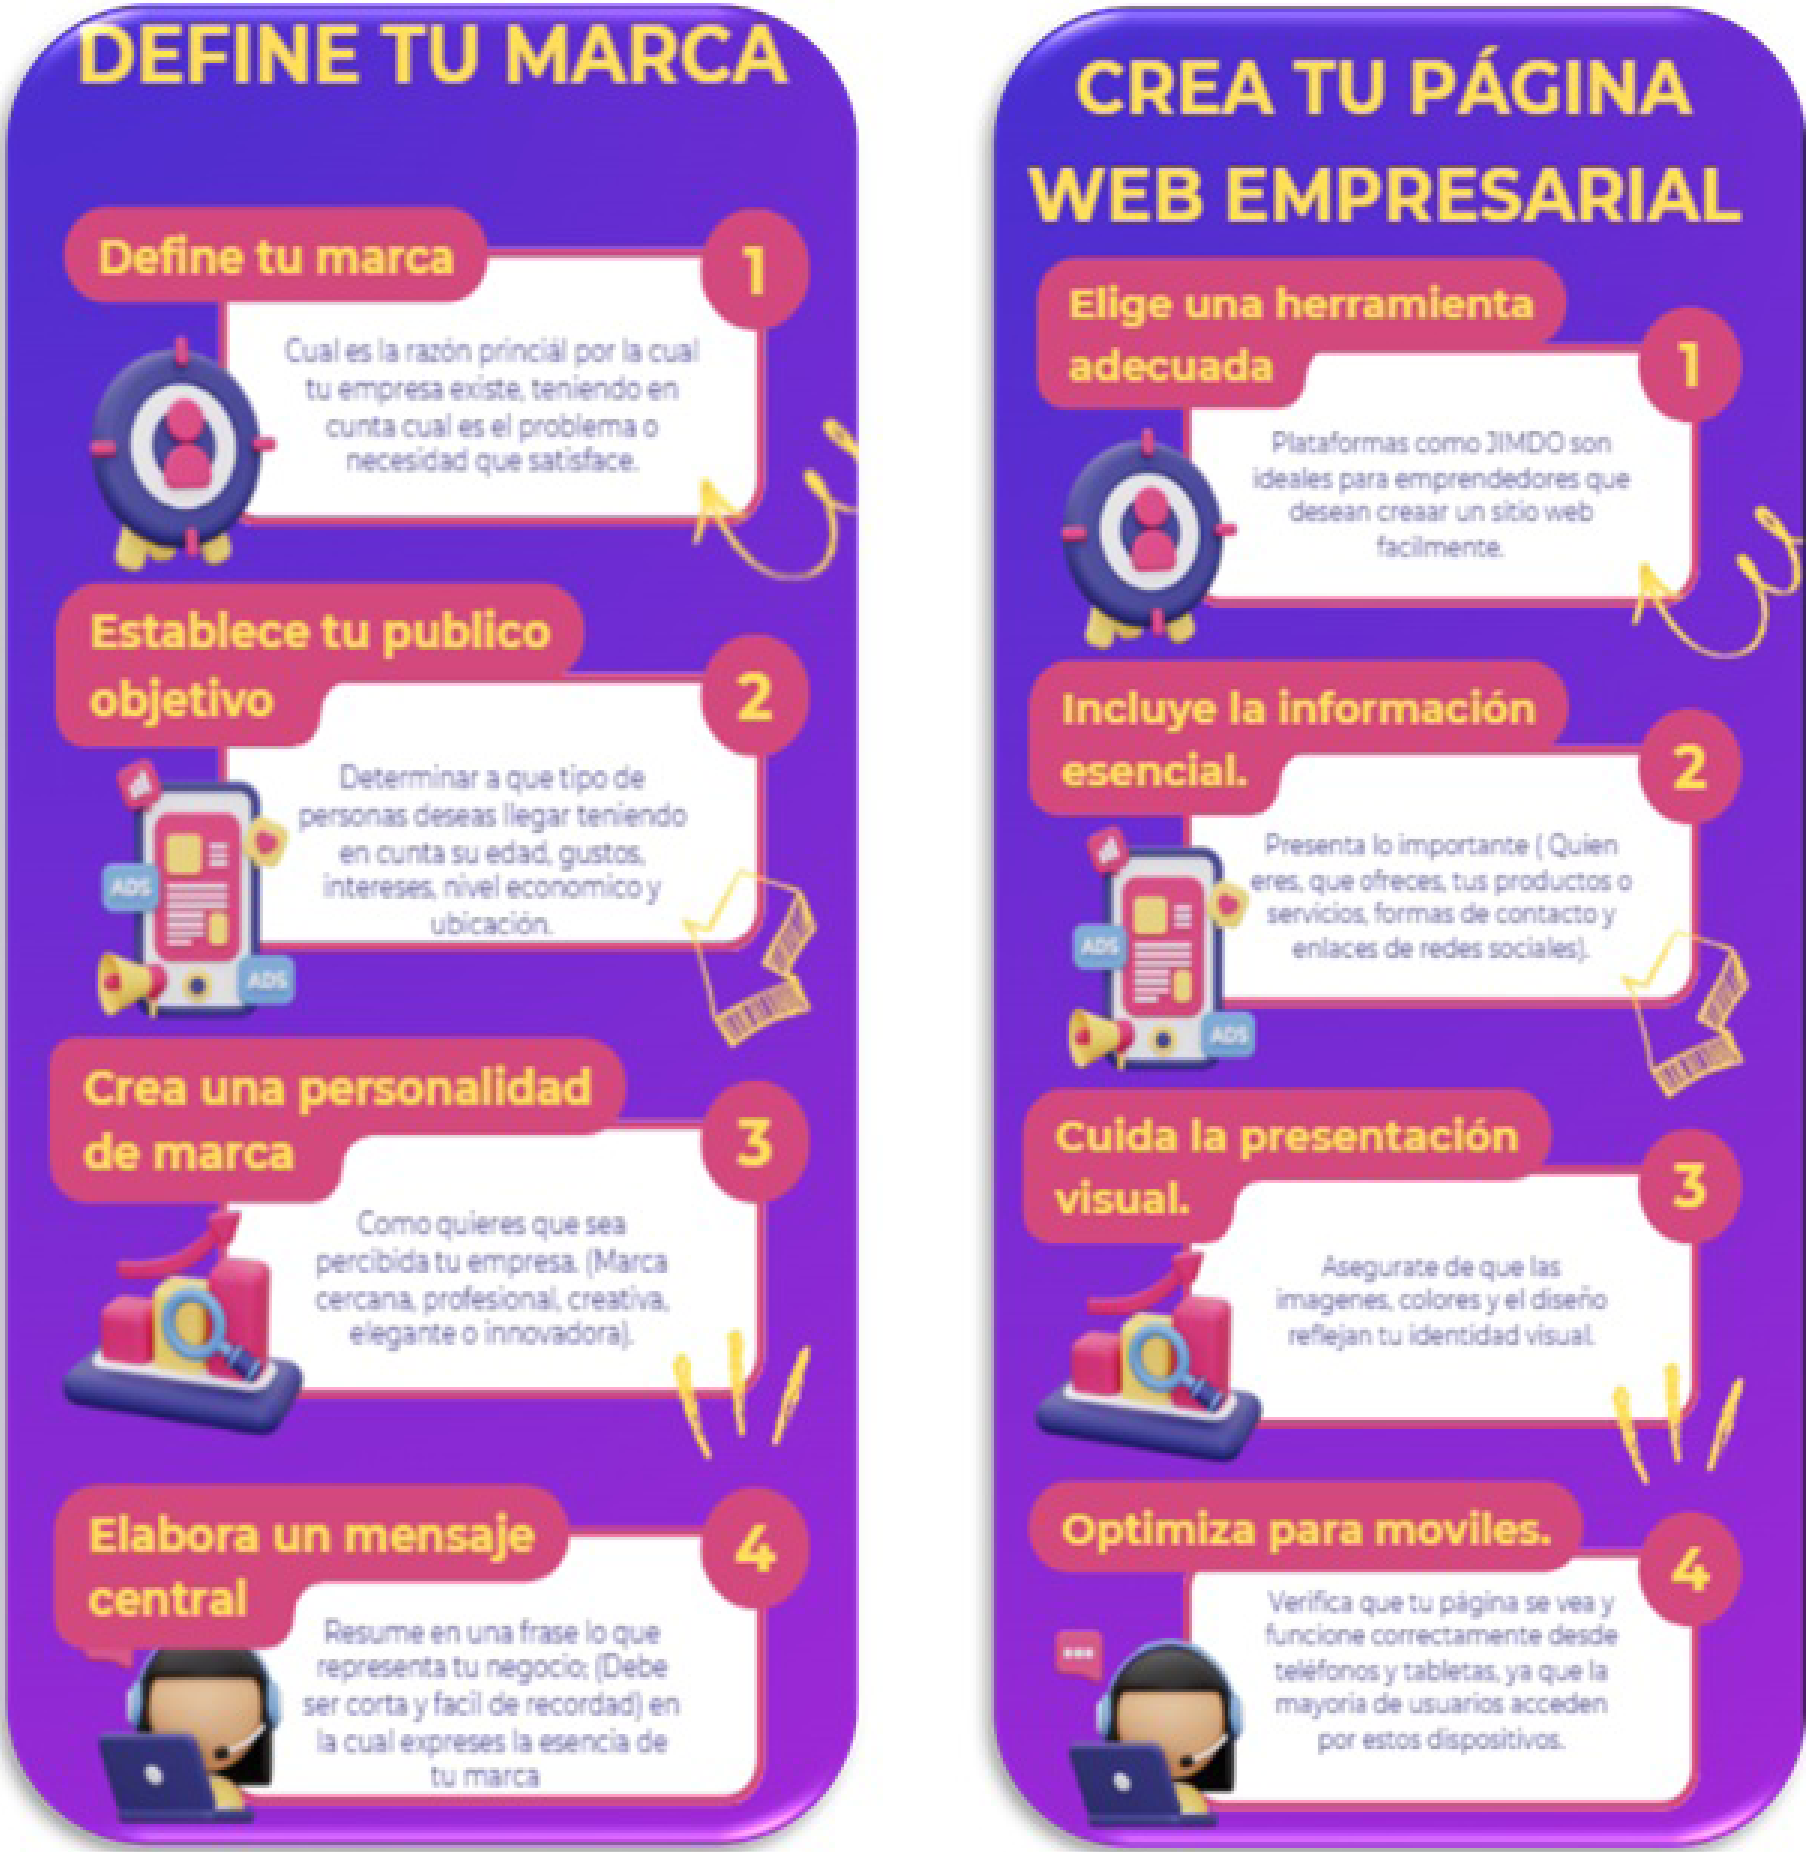 DEFINE TU MARCA
Define tu marca
1
Cual es la razón princiál por la cual
tu empresa existe, teniendo en
cunta cual es el problema o
necesidad que satisface.
Establece tu publico
objetivo
2
Determinar a que tipo de
personas deseas llegar teniendo
en cunta su edad, gustos,
intereses, nivel economico y
ubicación.
ADS
ADS
Crea una personalidad
de marca
3
Como quieres que sea
percibida tu empresa. (Marca
cercana, profesional, creativa,
elegante o innovadora).
Elabora un mensaje
central
4
Resume en una frase lo que
representa tu negocio; (Debe
ser corta y facil de recordad) en
la cual expreses la esencia de
tu marca
CREA TU PÁGINA
WEB EMPRESARIAL
Elige una herramienta
adecuada
1
Plataformas como JIMDO son
ideales para emprendedores que
desean creaar un sitio web
facilmente.
Incluye la información
esencial.
2
Presenta lo importante ( Quien
eres, que ofreces, tus productos o
servicios, formas de contacto y
enlaces de redes sociales).
ADS
ADS
Cuida la presentación
visual.
3
Asegurate de que las
imagenes, colores y el diseño
reflejan tu identidad visual.
Optimiza para moviles.
4
Verifica que tu página se vea y
funcione correctamente desde
teléfonos y tabletas, ya que la
mayoria de usuarios acceden
por estos dispositivos.